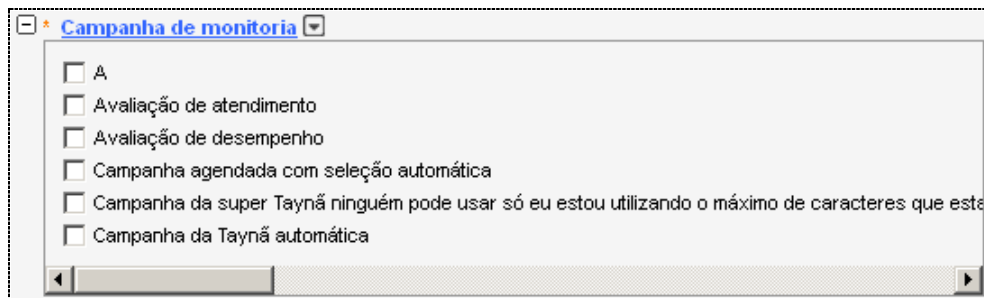 * Campanha de monitoria
A
Avaliação de atendimento
Avaliação de desempenho
Campanha agendada com seleção automática
Campanha da super Taynã ninguém pode usar só eu estou utilizando o máximo de caracteres que esta
Campanha da Taynã automática